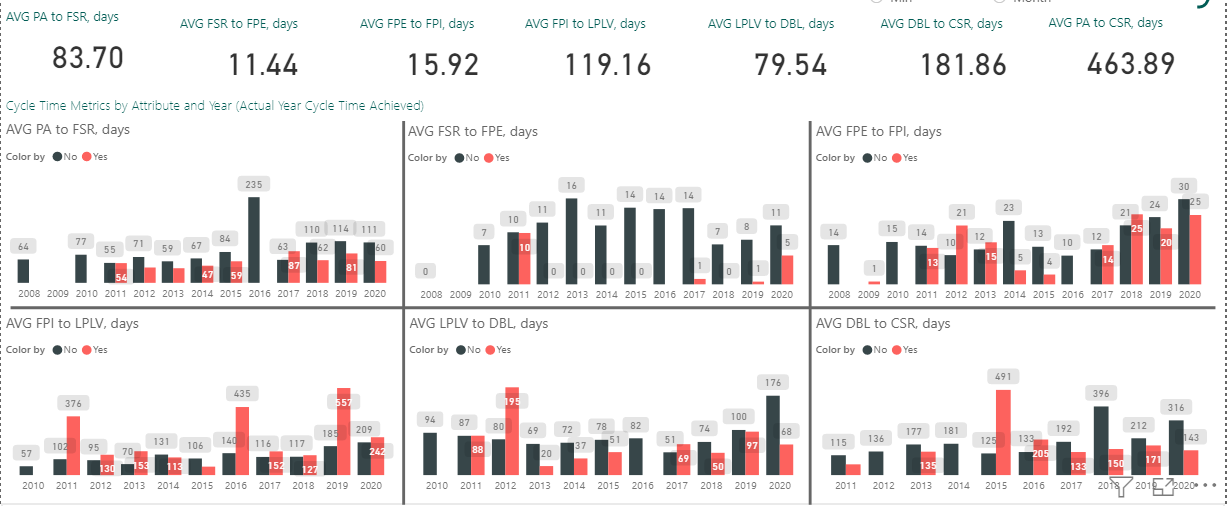 Min Month
AVG PA to FSR, days
AVG FSR to FPE, days
AVG FPE to FPI, days
AVG FPI to LPLV, days
AVG LPLV to DBL, days
AVG DBL to CSR, days
AVG PA to CSR, days
83.70
11.44
15.92
119.16
79.54
181.86
463.89
Cycle Time Metrics by Attribute and Year (Actual Year Cycle Time Achieved)
AVG PA to FSR, days
Color by No Yes
235
64 77 55 71 59 67 84 63 110 114 111
54 47 59 87 62 81 60
2008 2009 2010 2011 2012 2013 2014 2015 2016 2017 2018 2019 2020
AVG FSR to FPE, days
Color by No Yes
0 7 10 11 16 11 14 14 14 7 8 11
10 0 0 0 0 1 0 1 5
2008 2009 2010 2011 2012 2013 2014 2015 2016 2017 2018 2019 2020
AVG FPE to FPI, days
Color by No Yes
14 15 14 10 12 23 13 10 12 21 24 30
1 13 21 15 5 4 14 25 20 25
2008 2009 2010 2011 2012 2013 2014 2015 2016 2017 2018 2019 2020
AVG FPI to LPLV, days
Color by No Yes
57 102 95 70 131 106 140 116 117 185 209
376 130 153 113 435 152 127 557 242
2010 2011 2012 2013 2014 2015 2016 2017 2018 2019 2020
AVG LPLV to DBL, days
Color by No Yes
94 87 80 69 72 78 82 51 74 100 176
88 195 20 37 51 69 50 97 68
2010 2011 2012 2013 2014 2015 2016 2017 2018 2019 2020
AVG DBL to CSR, days
Color by No Yes
115 136 177 181 125 133 192 396 212 316
135 491 205 133 150 171 143
2011 2012 2013 2014 2015 2016 2017 2018 2019 2020